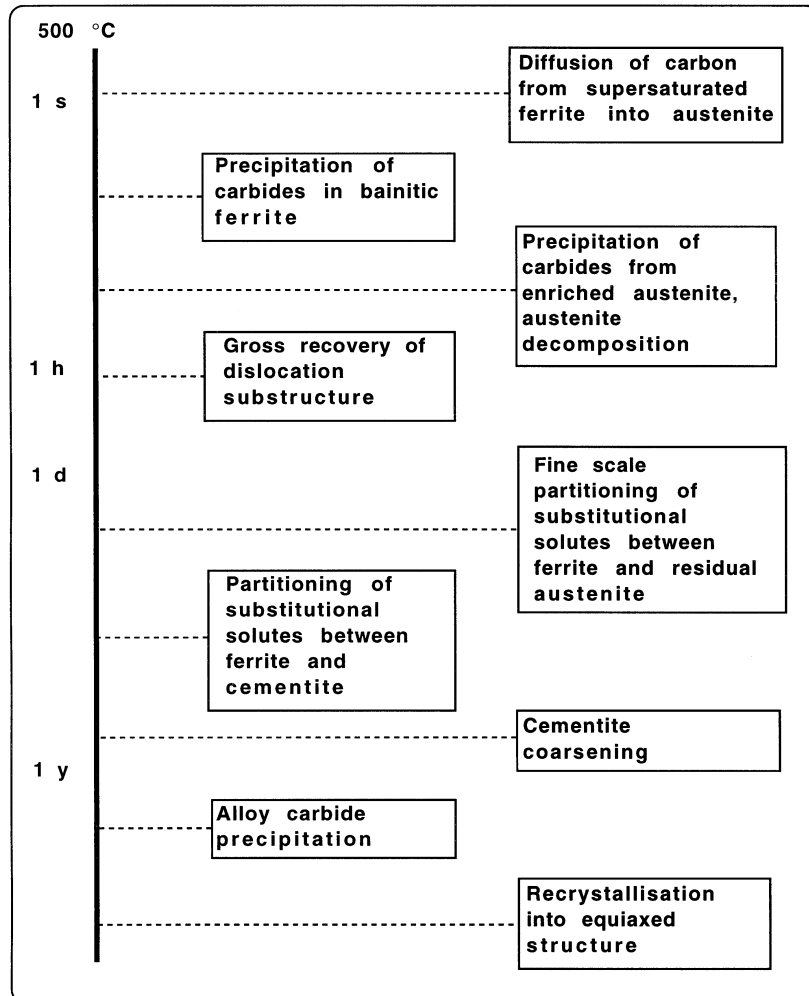 500 °C
1 s
Diffusion of carbon
from supersaturated
ferrite into austenite
Precipitation of
carbides in bainitic
ferrite
Precipitation of
carbides from
enriched austenite,
austenite
decomposition
1 h
Gross recovery of
dislocation
substructure
1 d
Fine scale
partitioning of
substitutional
solutes between
ferrite and residual
austenite
Partitioning of
substitutional
solutes between
ferrite and
cementite
Cementite
coarsening
1 y
Alloy carbide
precipitation
Recrystallisation
into equiaxed
structure